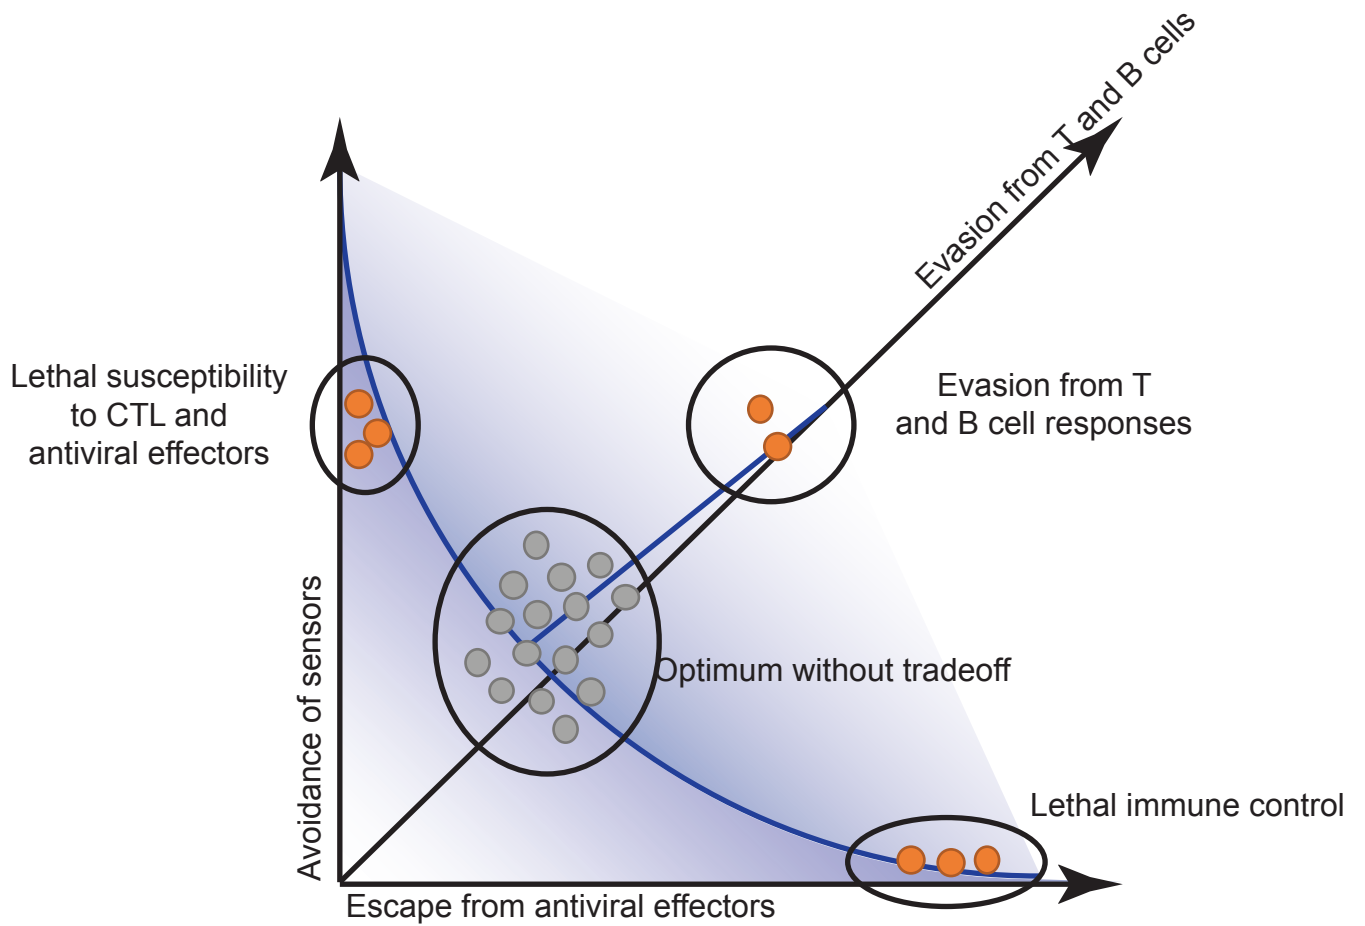 Evasion from T and B cells
Lethal susceptibility
to CTL and
antiviral effectors
Evasion from T
and B cell responses
Avoidance of sensors
Optimum without tradeoff
Lethal immune control
Escape from antiviral effectors